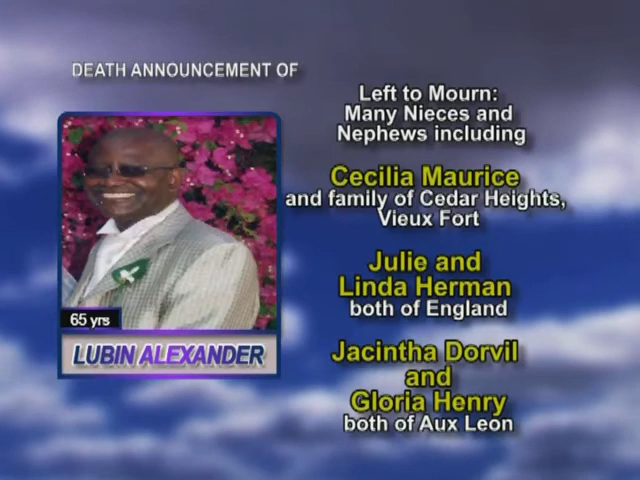 DEATH ANNOUNCEMENT OF
65 yrs
LUBIN ALEXANDER
Left to Mourn:
Many Nieces and
Nephews including
Cecilia Maurice
and family of Cedar Heights,
Vieux Fort
Julie and
Linda Herman
both of England
Jacintha Dorvil
and
Gloria Henry
both of Aux Leon